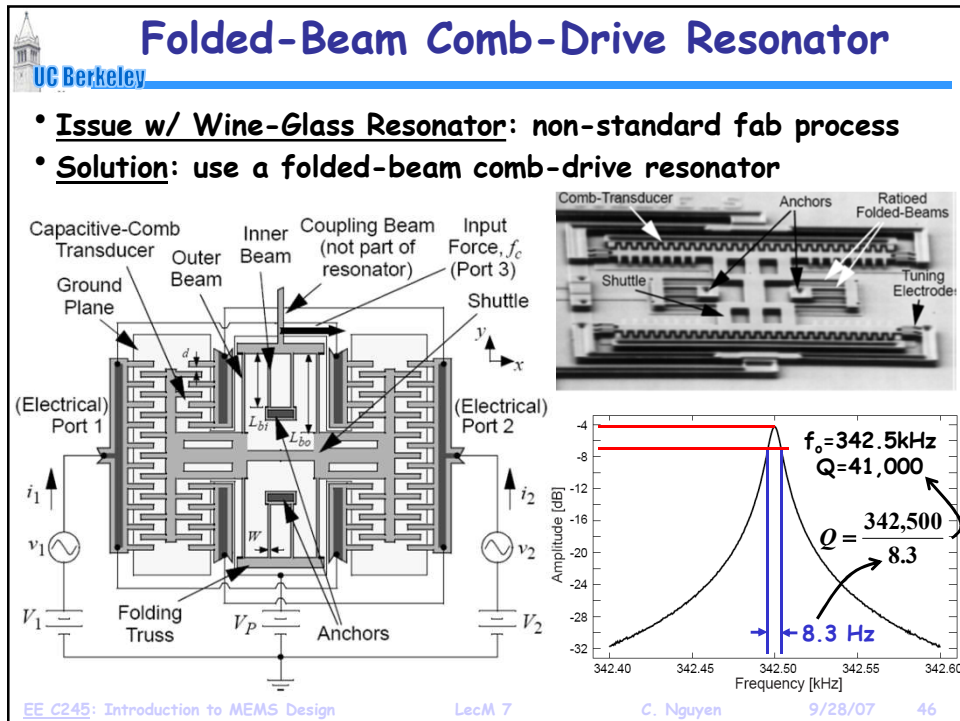 Folded-Beam Comb-Drive Resonator
UC Berkeley
• Issue w/ Wine-Glass Resonator: non-standard fab process
• Solution: use a folded-beam comb-drive resonator
Capacitive-Comb
Transducer
Ground
Plane
Outer
Beam
Inner
Beam
Coupling Beam
(not part of
resonator)
Input
Force, fc
(Port 3)
Shuttle
y
x
d
Lbi
Lbo
(Electrical)
Port 1
(Electrical)
Port 2
i1
i2
v1
v2
W
V1
VP
V2
Folding
Truss
Anchors
Comb-Transducer
Anchors
Ratioed
Folded-Beams
Shuttle
Tuning
Electrodes
-4
-8
-12
-16
-20
-24
-28
-32
Amplitude [dB]
fo=342.5kHz
Q=41,000
Q = 342,500
8.3
8.3 Hz
342.40 342.45 342.50 342.55 342.60
Frequency [kHz]
EE C245: Introduction to MEMS Design LecM 7 C. Nguyen 9/28/07 46